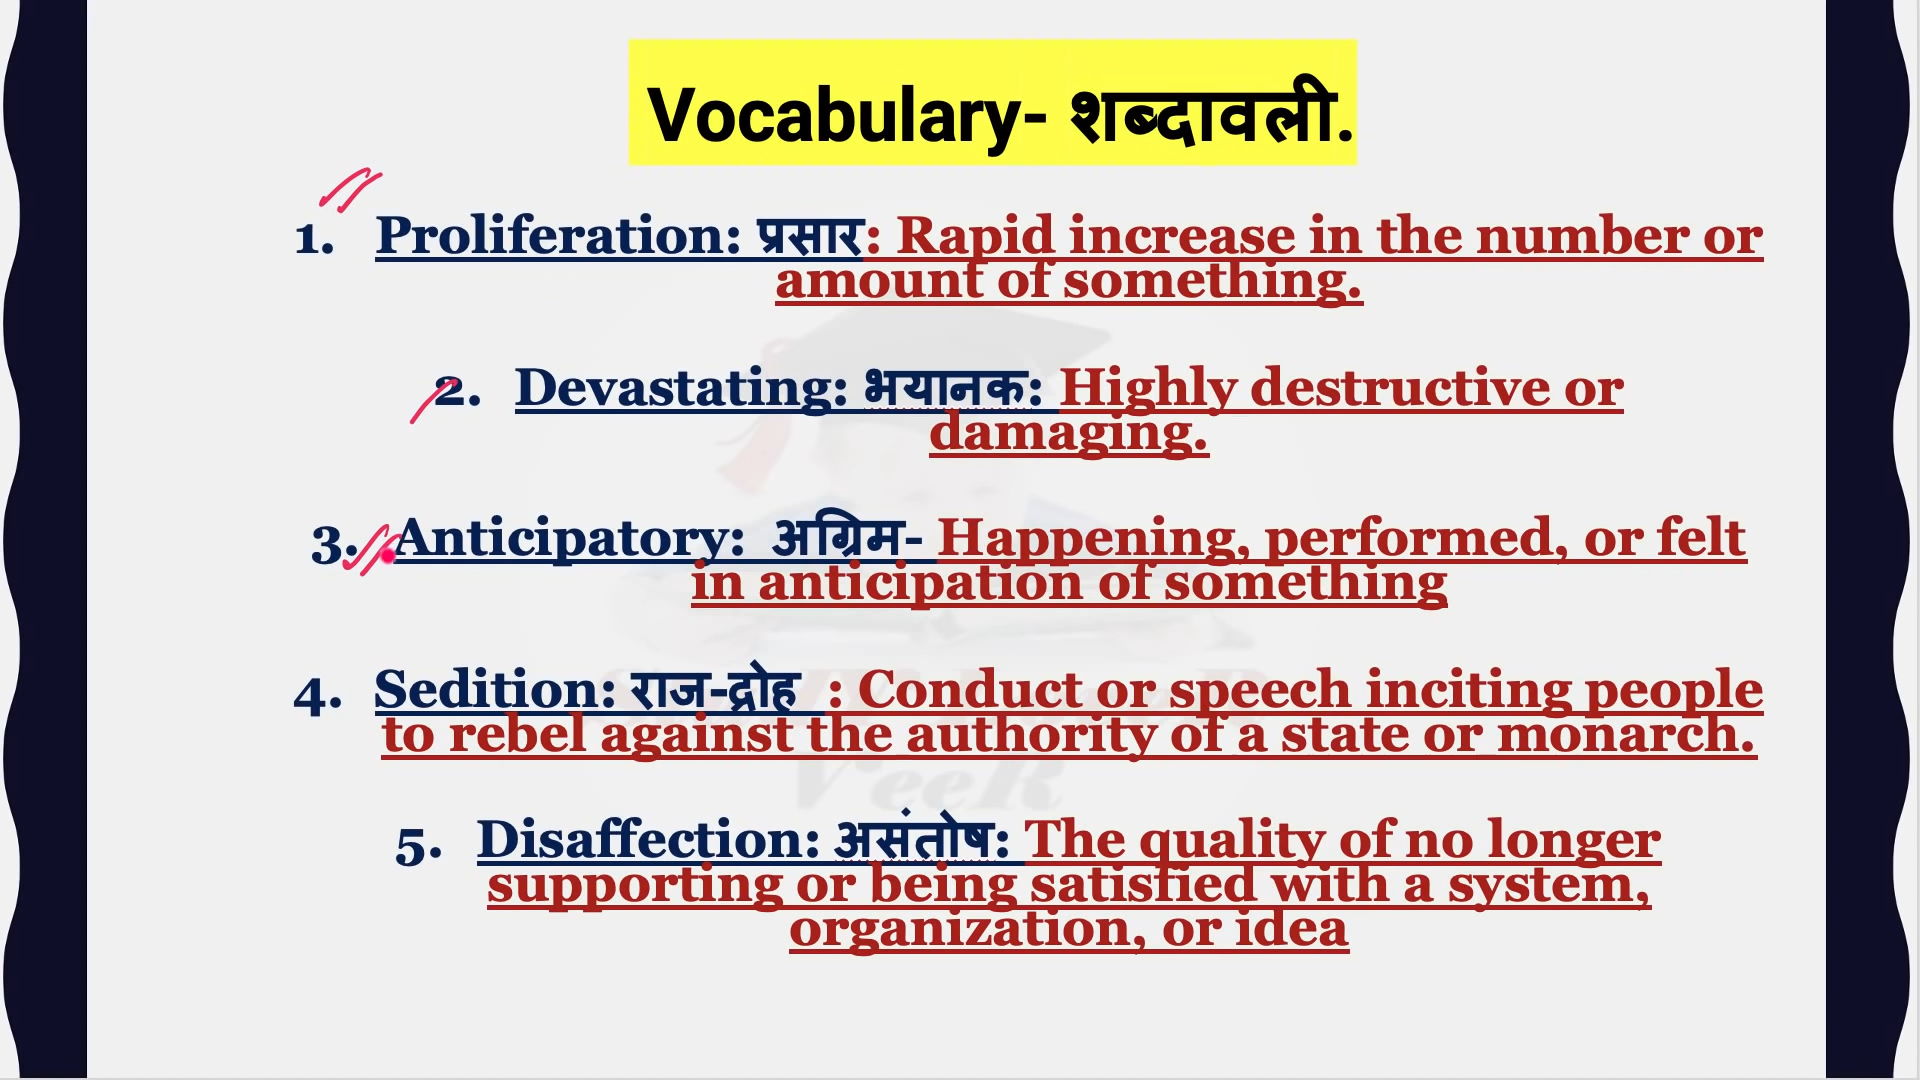 Vocabulary- शब्दावली.
1. Proliferation: प्रसार: Rapid increase in the number or
amount of something.
2. Devastating: भयानक: Highly destructive or
damaging.
3. Anticipatory: अग्रिम- Happening, performed, or felt
in anticipation of something
4. Sedition: राज-द्रोह : Conduct or speech inciting people
to rebel against the authority of a state or monarch.
5. Disaffection: असंतोष: The quality of no longer
supporting or being satisfied with a system,
organization, or idea
VeeR